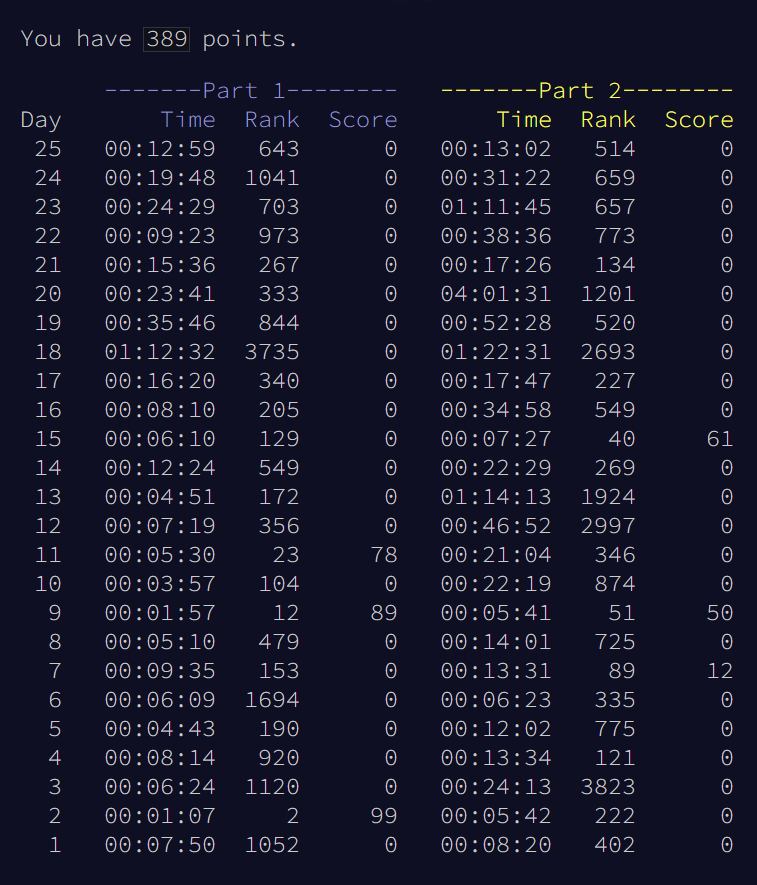 You have 389 points.
-------Part 1-------- -------Part 2--------
Day Time Rank Score Time Rank Score
25 00:12:59 643 0 00:13:02 514 0
24 00:19:48 1041 0 00:31:22 659 0
23 00:24:29 703 0 01:11:45 657 0
22 00:09:23 973 0 00:38:36 773 0
21 00:15:36 267 0 00:17:26 134 0
20 00:23:41 333 0 04:01:31 1201 0
19 00:35:46 844 0 00:52:28 520 0
18 01:12:32 3735 0 01:22:31 2693 0
17 00:16:20 340 0 00:17:47 227 0
16 00:08:10 205 0 00:34:58 549 0
15 00:06:10 129 0 00:07:27 40 61
14 00:12:24 549 0 00:22:29 269 0
13 00:04:51 172 0 01:14:13 1924 0
12 00:07:19 356 0 00:46:52 2997 0
11 00:05:30 23 78 00:21:04 346 0
10 00:03:57 104 0 00:22:19 874 0
9 00:01:57 12 89 00:05:41 51 50
8 00:05:10 479 0 00:14:01 725 0
7 00:09:35 153 0 00:13:31 89 12
6 00:06:09 1694 0 00:06:23 335 0
5 00:04:43 190 0 00:12:02 775 0
4 00:08:14 920 0 00:13:34 121 0
3 00:06:24 1120 0 00:24:13 3823 0
2 00:01:07 2 99 00:05:42 222 0
1 00:07:50 1052 0 00:08:20 402 0